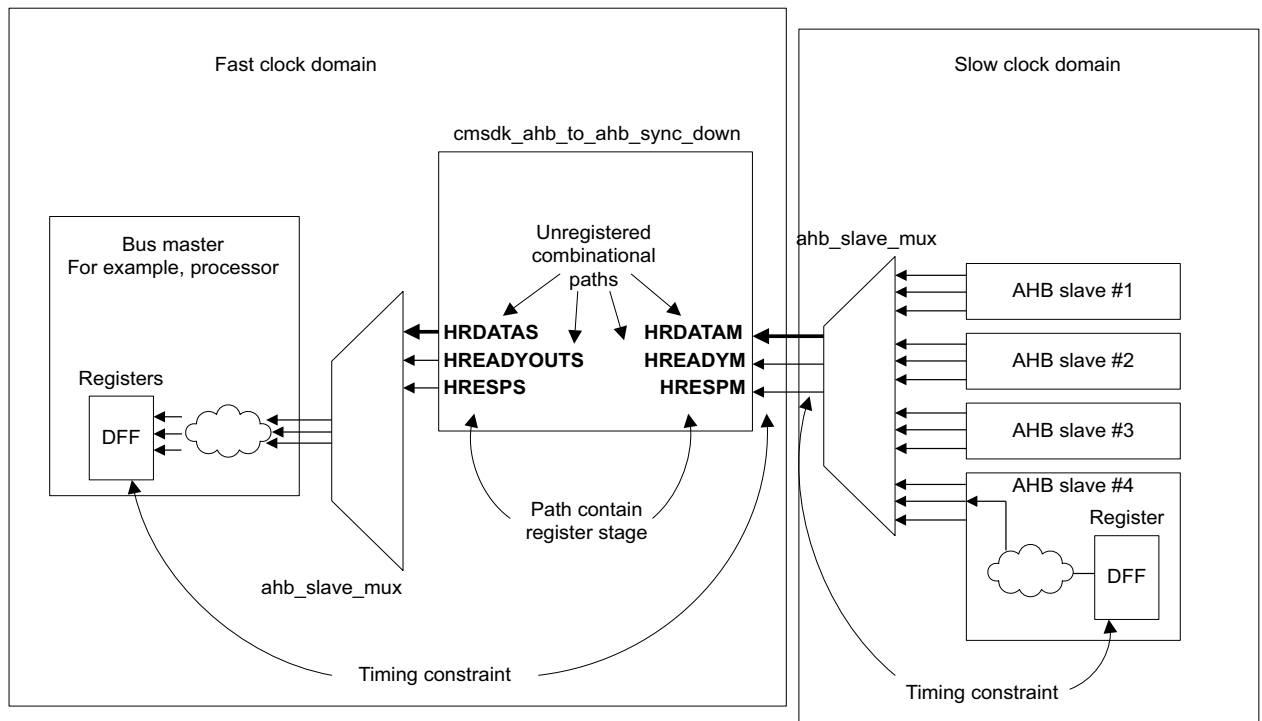 Fast clock domain
Slow clock domain
cmsdk_ahb_to_ahb_sync_down
Bus master
For example, processor
Unregistered
combinational
paths
ahb_slave_mux
AHB slave #1
HRDATAS
HRDATAM
HREADYOUTS
HREADYM
AHB slave #2
HRESPS
HRESPM
Registers
DFF
AHB slave #3
AHB slave #4
Path contain
register stage
Register
DFF
ahb_slave_mux
Timing constraint
Timing constraint